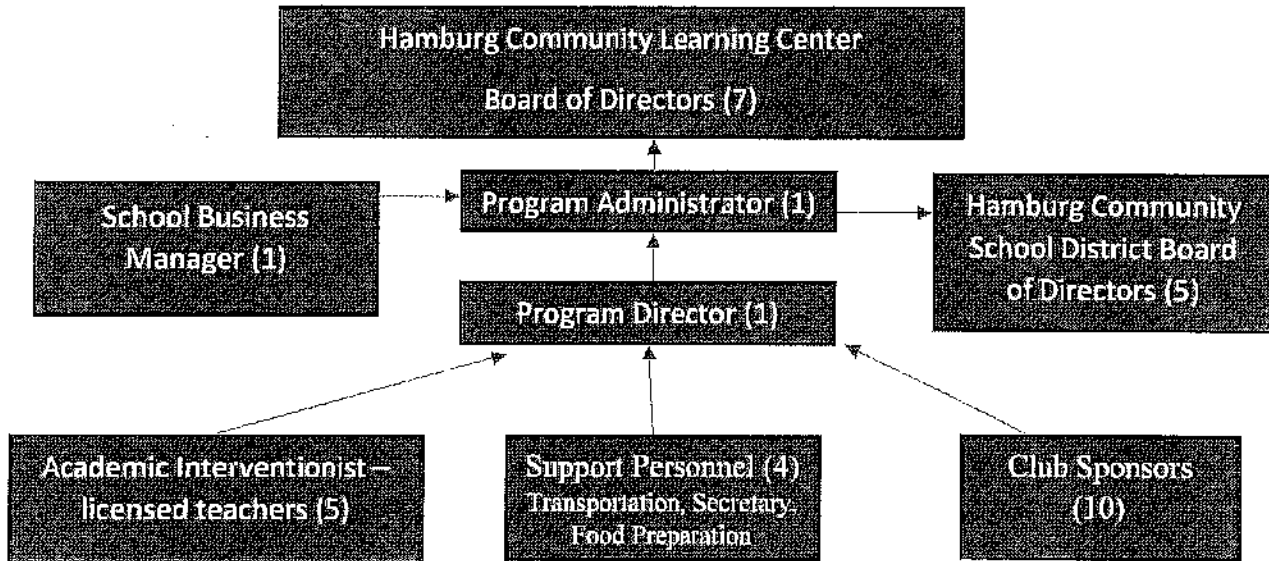 Hamburg Community Learning Center
Board of Directors (7)
School Business
Manager (1)
Program Administrator (1)
Hamburg Community
School District Board
of Directors (5)
Program Director (1)
Academic Interventionist –
licensed teachers (5)
Support Personnel (4)
Transportation, Secretary,
Food Preparation
Club Sponsors
(10)